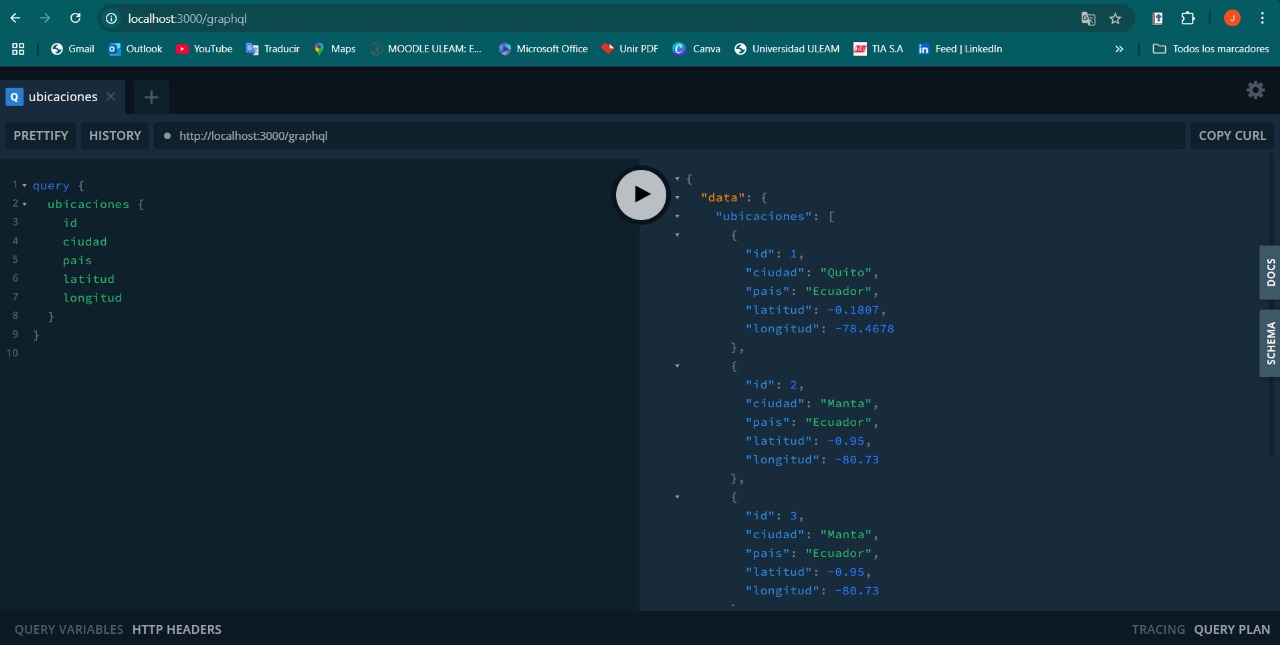 localhost:3000/graphql
Gmail Outlook YouTube Traducir Maps MOODLE ULEAM: E... Microsoft Office Unir PDF Canva Universidad ULEAM TIA S.A Feed | LinkedIn » Todos los marcadores
Q ubicaciones
PRETTIFY HISTORY http://localhost:3000/graphql COPY CURL
1 query {
2 ubicaciones {
3 id
4 ciudad
5 pais
6 latitud
7 longitud
8 }
9 }
10
{
"data": {
"ubicaciones": [
{
"id": 1,
"ciudad": "Quito",
"pais": "Ecuador",
"latitud": -0.1807,
"longitud": -78.4678
},
{
"id": 2,
"ciudad": "Manta",
"pais": "Ecuador",
"latitud": -0.95,
"longitud": -80.73
},
{
"id": 3,
"ciudad": "Manta",
"pais": "Ecuador",
"latitud": -0.95,
"longitud": -80.73
DOCS
SCHEMA
QUERY VARIABLES HTTP HEADERS TRACING QUERY PLAN